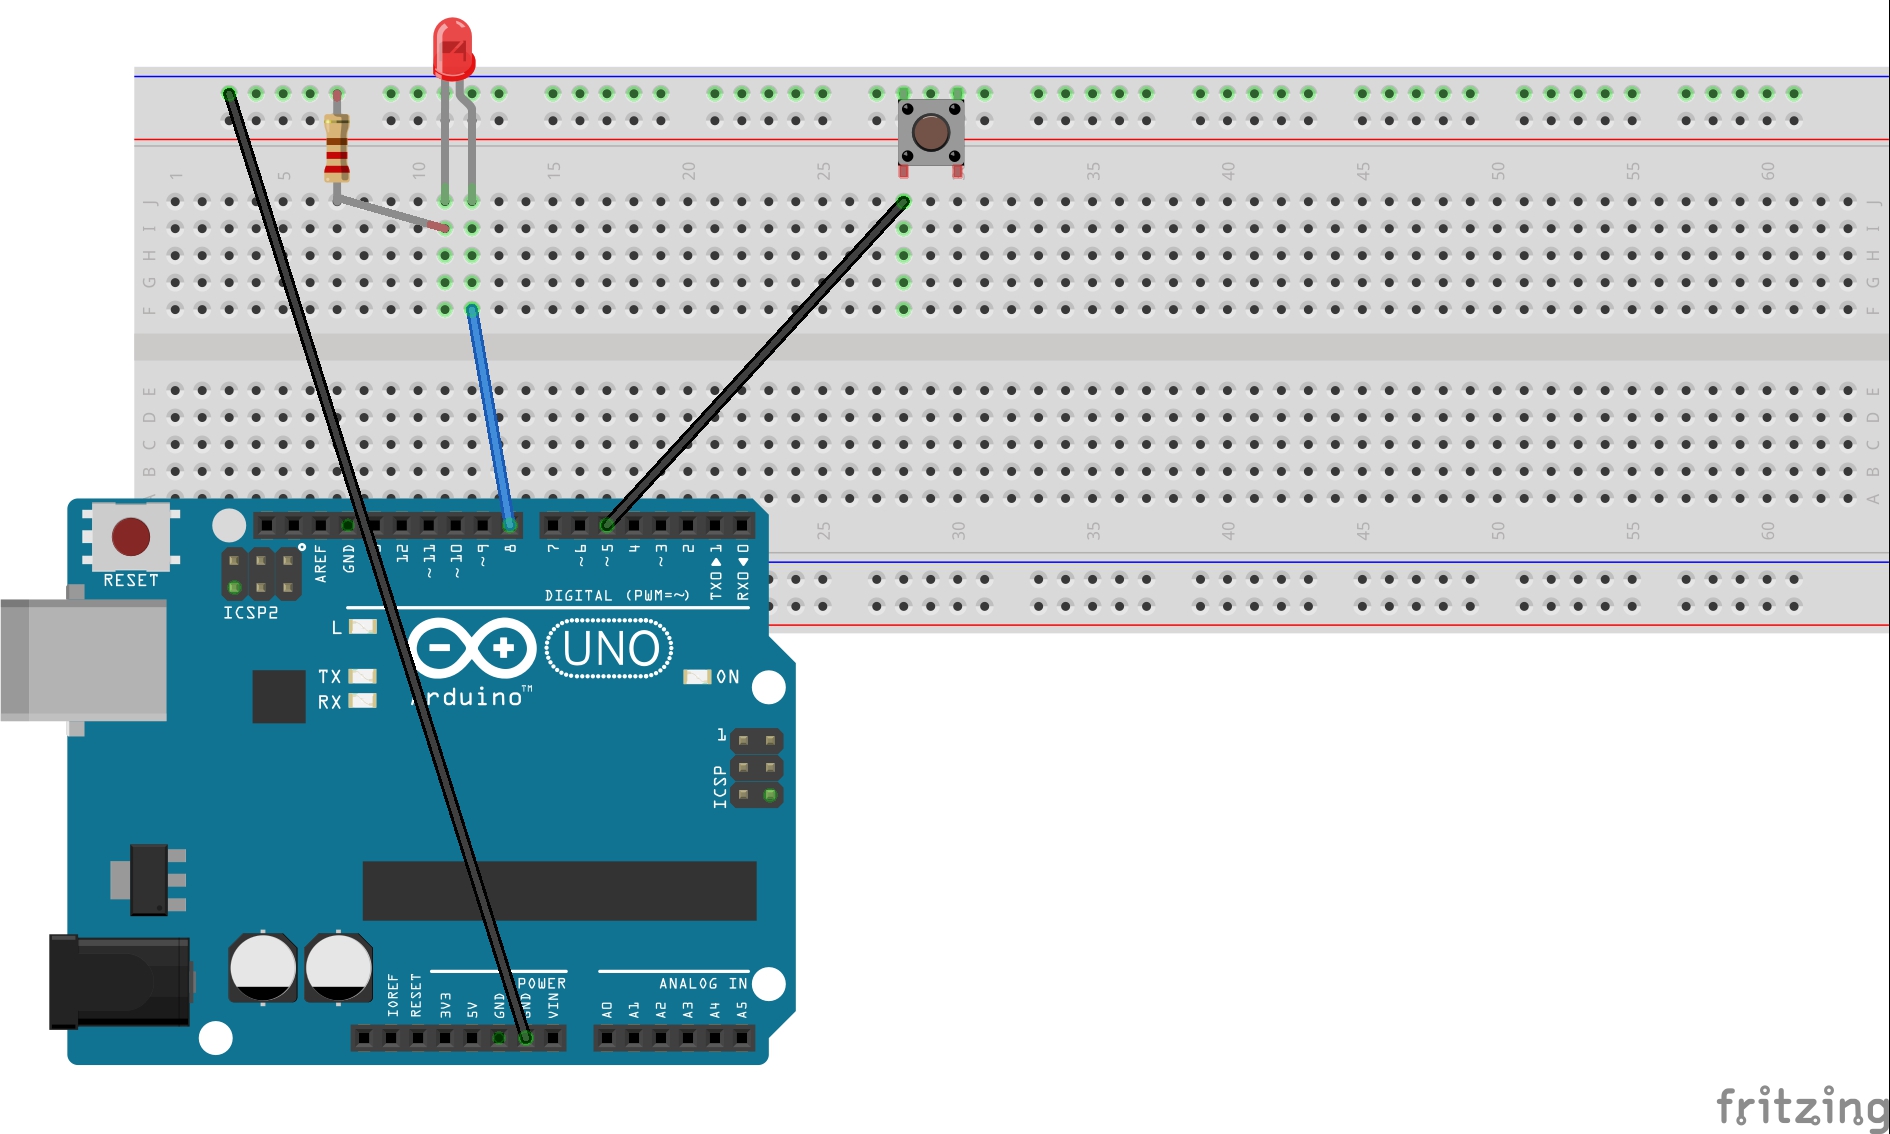 1 5 10 15 20 25 30 35 40 45 50 55 60
J J
I I
H H
G G
F F
E E
D D
C C
B B
A A
25 30 35 40 45 50 55 60
RESET
ICSP2
AREF
GND
12
~11
~10
~9
8
7
~6
~5
4
~3
2
TX0▶1
RX0◀0
DIGITAL (PWM=~)
L
TX
RX
UNO
ON
Arduino™
1
ICSP
POWER
ANALOG IN
IOREF
RESET
3V3
5V
GND
GND
VIN
A0
A1
A2
A3
A4
A5
fritzing